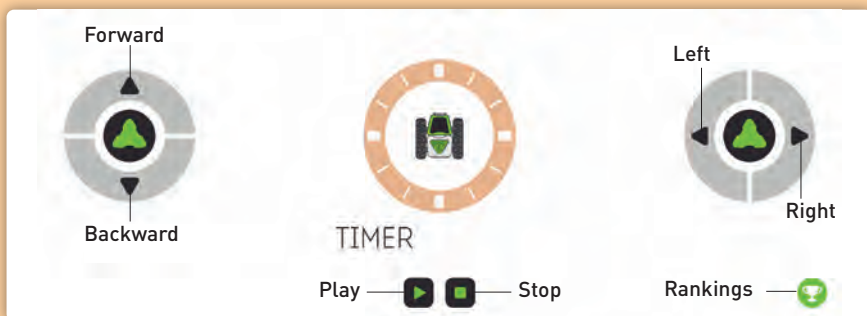 Forward
Left
Backward
Right
TIMER
Play
Stop
Rankings